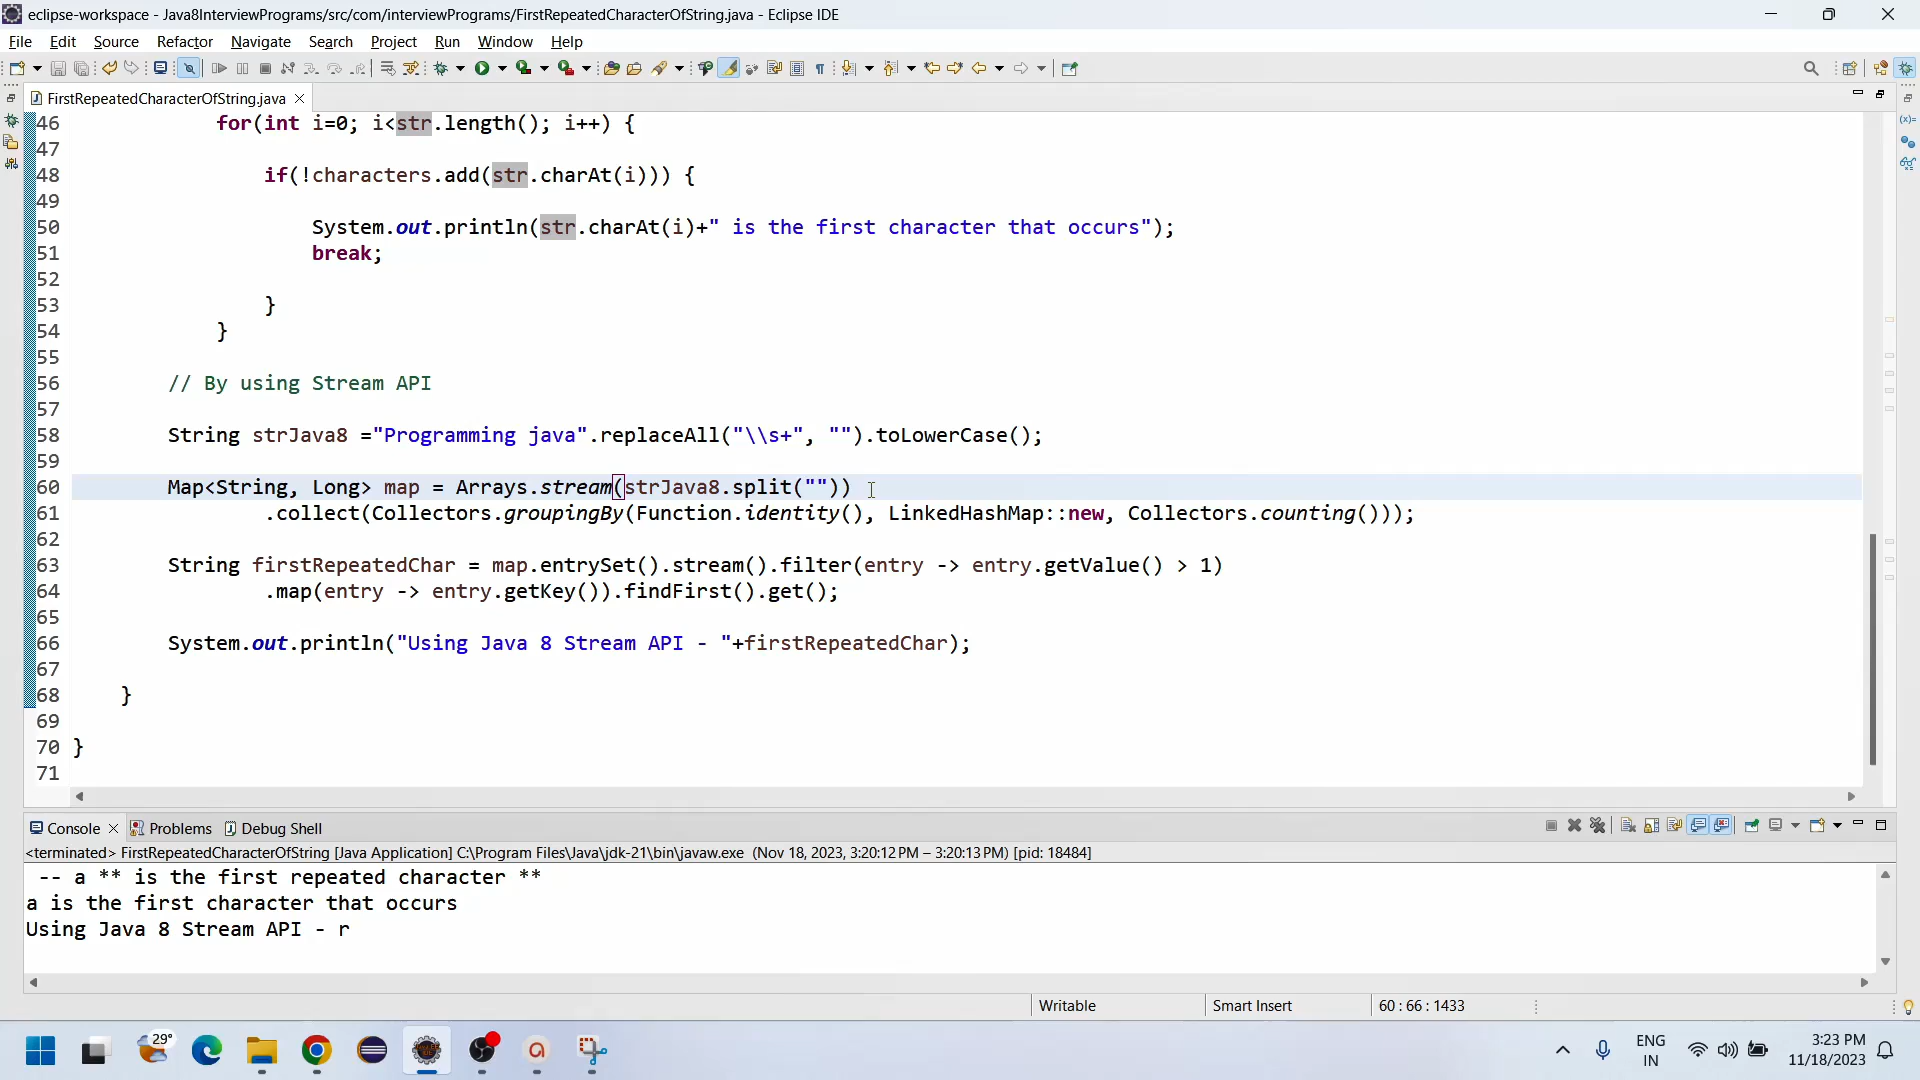 eclipse-workspace - Java8InterviewPrograms/src/com/interviewPrograms/FirstRepeatedCharacterOfString.java - Eclipse IDE
File Edit Source Refactor Navigate Search Project Run Window Help
FirstRepeatedCharacterOfString.java
46 for(int i=0; i<str.length(); i++) {
47
48 if(!characters.add(str.charAt(i))) {
49
50 System.out.println(str.charAt(i)+" is the first character that occurs");
51 break;
52
53 }
54 }
55
56 // By using Stream API
57
58 String strJava8 ="Programming java".replaceAll("\\s+", "").toLowerCase();
59
60 Map<String, Long> map = Arrays.stream(strJava8.split(""))
61 .collect(Collectors.groupingBy(Function.identity(), LinkedHashMap::new, Collectors.counting()));
62
63 String firstRepeatedChar = map.entrySet().stream().filter(entry -> entry.getValue() > 1)
64 .map(entry -> entry.getKey()).findFirst().get();
65
66 System.out.println("Using Java 8 Stream API - "+firstRepeatedChar);
67
68 }
69
70 }
71
Console Problems Debug Shell
<terminated> FirstRepeatedCharacterOfString [Java Application] C:\Program Files\Java\jdk-21\bin\javaw.exe (Nov 18, 2023, 3:20:12 PM – 3:20:13 PM) [pid: 18484]
-- a ** is the first repeated character **
a is the first character that occurs
Using Java 8 Stream API - r
Writable Smart Insert 60 : 66 : 1433
29°
ENG
IN
3:23 PM
11/18/2023